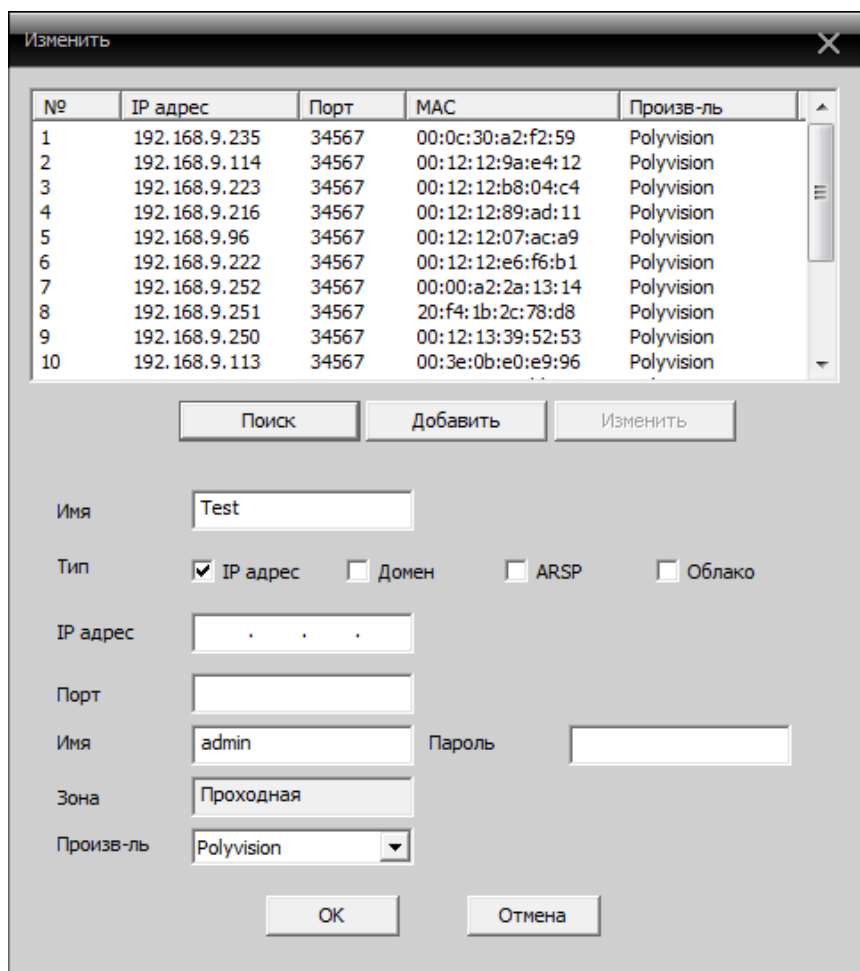 Изменить
№ IP адрес Порт MAC Произв-ль
1 192.168.9.235 34567 00:0c:30:a2:f2:59 Polyvision
2 192.168.9.114 34567 00:12:12:9a:e4:12 Polyvision
3 192.168.9.223 34567 00:12:12:b8:04:c4 Polyvision
4 192.168.9.216 34567 00:12:12:89:ad:11 Polyvision
5 192.168.9.96 34567 00:12:12:07:ac:a9 Polyvision
6 192.168.9.222 34567 00:12:12:e6:f6:b1 Polyvision
7 192.168.9.252 34567 00:00:a2:2a:13:14 Polyvision
8 192.168.9.251 34567 20:f4:1b:2c:78:d8 Polyvision
9 192.168.9.250 34567 00:12:13:39:52:53 Polyvision
10 192.168.9.113 34567 00:3e:0b:e0:e9:96 Polyvision
Поиск Добавить Изменить
Имя Test
Тип IP адрес Домен ARSP Облако
IP адрес . . .
Порт
Имя admin Пароль
Зона Проходная
Произв-ль Polyvision
OK Отмена